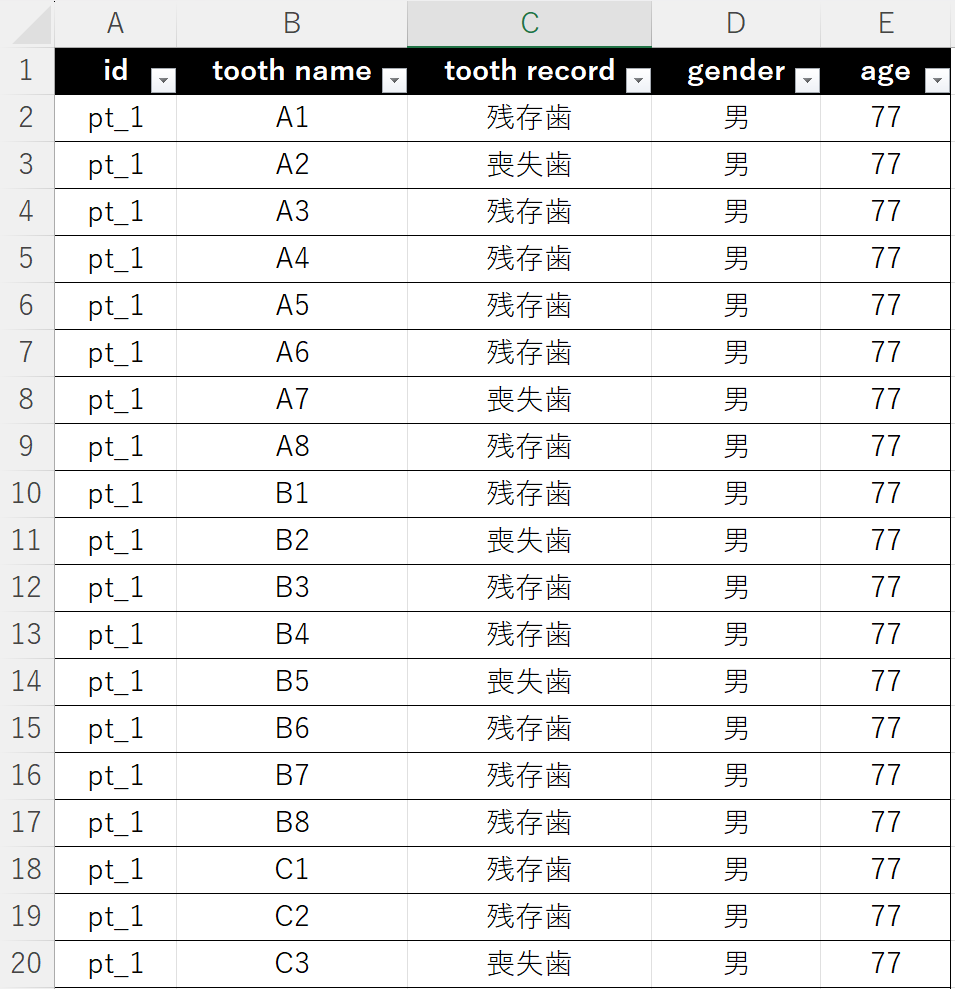 A B C D E
1 id tooth name tooth record gender age
2 pt_1 A1 残存歯 男 77
3 pt_1 A2 喪失歯 男 77
4 pt_1 A3 残存歯 男 77
5 pt_1 A4 残存歯 男 77
6 pt_1 A5 残存歯 男 77
7 pt_1 A6 残存歯 男 77
8 pt_1 A7 喪失歯 男 77
9 pt_1 A8 残存歯 男 77
10 pt_1 B1 残存歯 男 77
11 pt_1 B2 喪失歯 男 77
12 pt_1 B3 残存歯 男 77
13 pt_1 B4 残存歯 男 77
14 pt_1 B5 喪失歯 男 77
15 pt_1 B6 残存歯 男 77
16 pt_1 B7 残存歯 男 77
17 pt_1 B8 残存歯 男 77
18 pt_1 C1 残存歯 男 77
19 pt_1 C2 残存歯 男 77
20 pt_1 C3 喪失歯 男 77